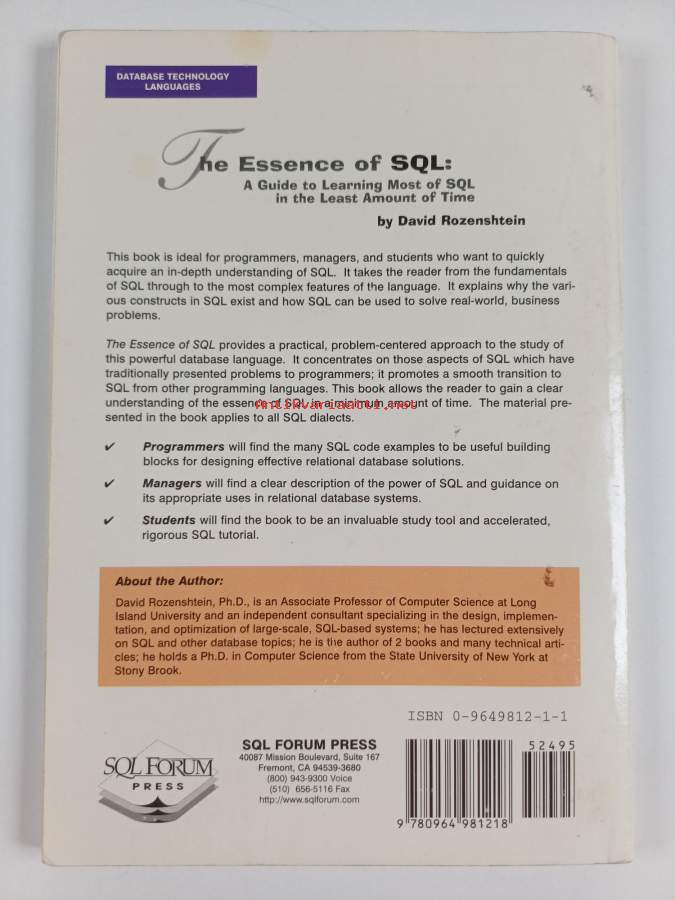 DATABASE TECHNOLOGY
LANGUAGES
The Essence of SQL:
A Guide to Learning Most of SQL
in the Least Amount of Time
by David Rozenshtein
This book is ideal for programmers, managers, and students who want to quickly
acquire an in-depth understanding of SQL. It takes the reader from the fundamentals
of SQL through to the most complex features of the language. It explains why the vari-
ous constructs in SQL exist and how SQL can be used to solve real-world, business
problems.
The Essence of SQL provides a practical, problem-centered approach to the study of
this powerful database language. It concentrates on those aspects of SQL which have
traditionally presented problems to programmers; it promotes a smooth transition to
SQL from other programming languages. This book allows the reader to gain a clear
understanding of the essence of SQL in a minimum amount of time. The material pre-
Antikvariaatti.net
sented in the book applies to all SQL dialects.
✓ Programmers will find the many SQL code examples to be useful building
blocks for designing effective relational database solutions.
✓ Managers will find a clear description of the power of SQL and guidance on
its appropriate uses in relational database systems.
✓ Students will find the book to be an invaluable study tool and accelerated,
rigorous SQL tutorial.
About the Author:
David Rozenshtein, Ph.D., is an Associate Professor of Computer Science at Long
Island University and an independent consultant specializing in the design, implemen-
tation, and optimization of large-scale, SQL-based systems; he has lectured extensively
on SQL and other database topics; he is the author of 2 books and many technical arti-
cles; he holds a Ph.D. in Computer Science from the State University of New York at
Stony Brook.
ISBN 0-9649812-1-1
SQL FORUM
PRESS
SQL FORUM PRESS
40087 Mission Boulevard, Suite 167
Fremont, CA 94539-3680
(800) 943-9300 Voice
(510) 656-5116 Fax
http://www.sqlforum.com
52495
9 780964 981218